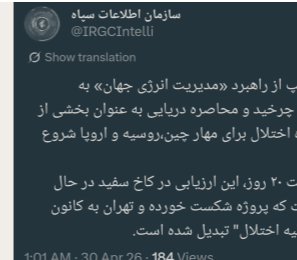 سازمان اطلاعات سپاه
@IRGCIntelli
Show translation
پ از راهبرد «مدیریت انرژی جهان» به
چرخید و محاصره دریایی به عنوان بخشی از
اختلال برای مهار چین،روسیه و اروپا شروع
ت ۲۰ روز، این ارزیابی در کاخ سفید در حال
ت که پروژه شکست خورده و تهران به کانون
یه اختلال" تبدیل شده است.
1:01 AM · 30 Apr 26 · 184 Views